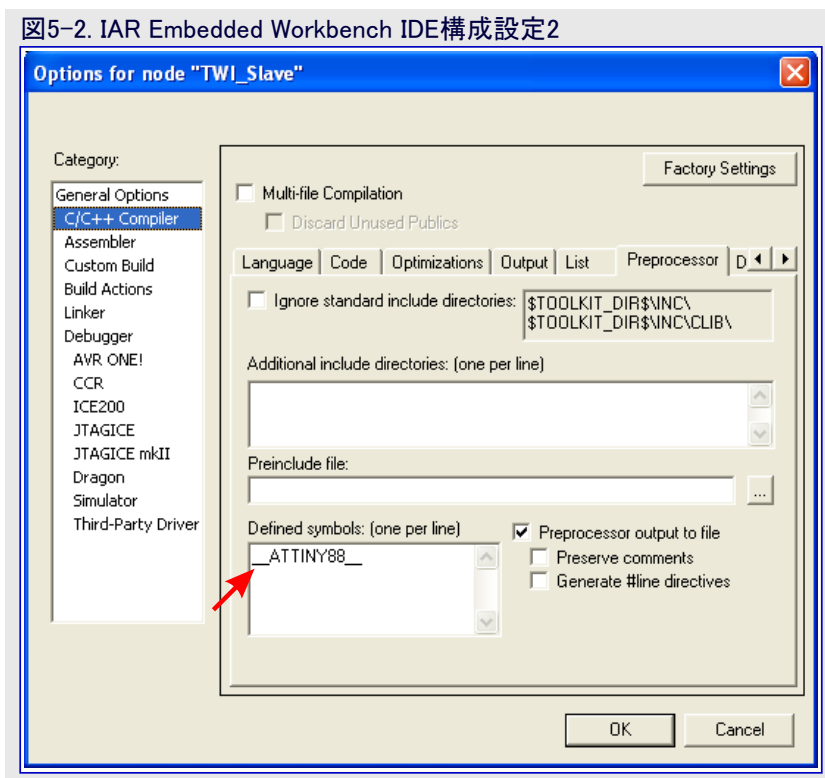 図5-2. IAR Embedded Workbench IDE構成設定2
Options for node "TWI_Slave"
Category:
General Options
C/C++ Compiler
Assembler
Custom Build
Build Actions
Linker
Debugger
AVR ONE!
CCR
ICE200
JTAGICE
JTAGICE mkII
Dragon
Simulator
Third-Party Driver
Factory Settings
Multi-file Compilation
Discard Unused Publics
Language Code Optimizations Output List Preprocessor D
Ignore standard include directories: $TOOLKIT_DIR$\INC\
$TOOLKIT_DIR$\INC\CLIB\
Additional include directories: (one per line)
Preinclude file:
...
Defined symbols: (one per line)
__ATTINY88__
Preprocessor output to file
Preserve comments
Generate #line directives
OK Cancel